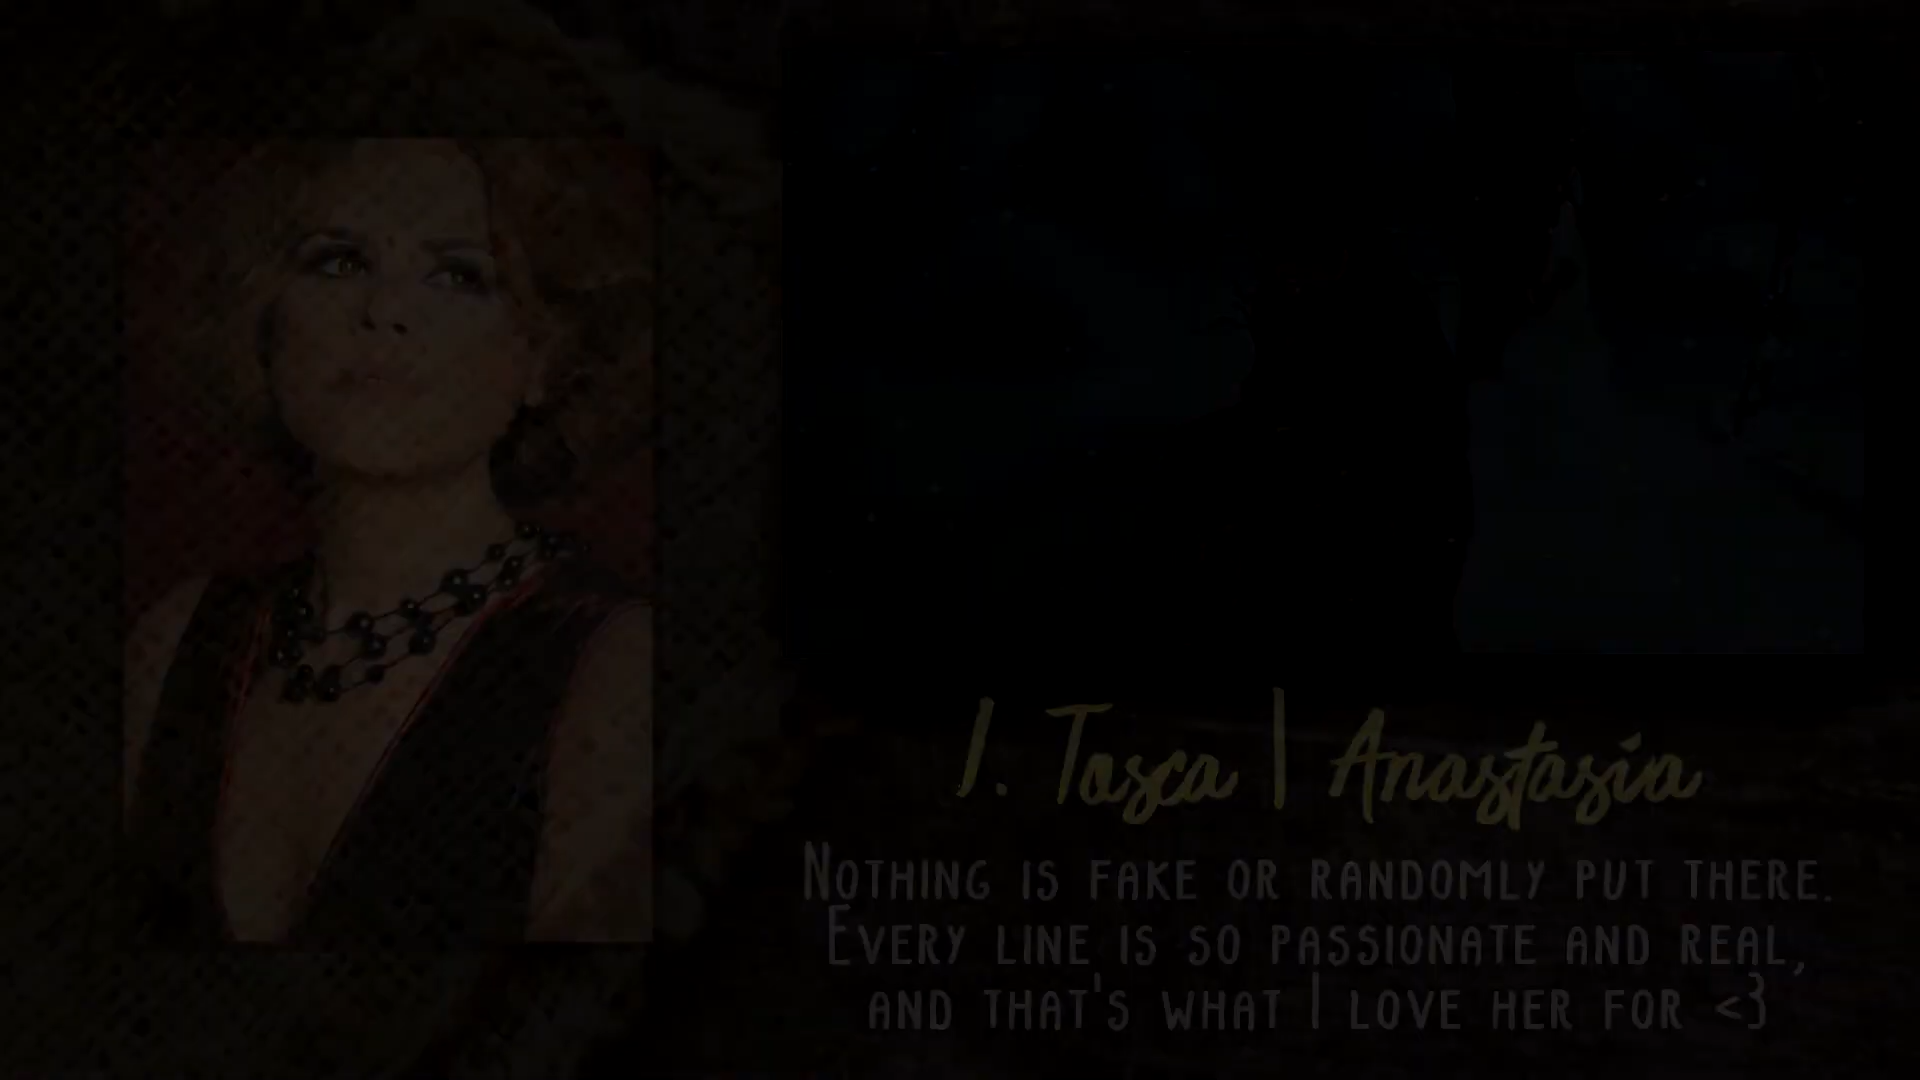 1. Tosca | Anastasia
Nothing is fake or randomly put there.
Every line is so passionate and real,
and that's what I love her for <3